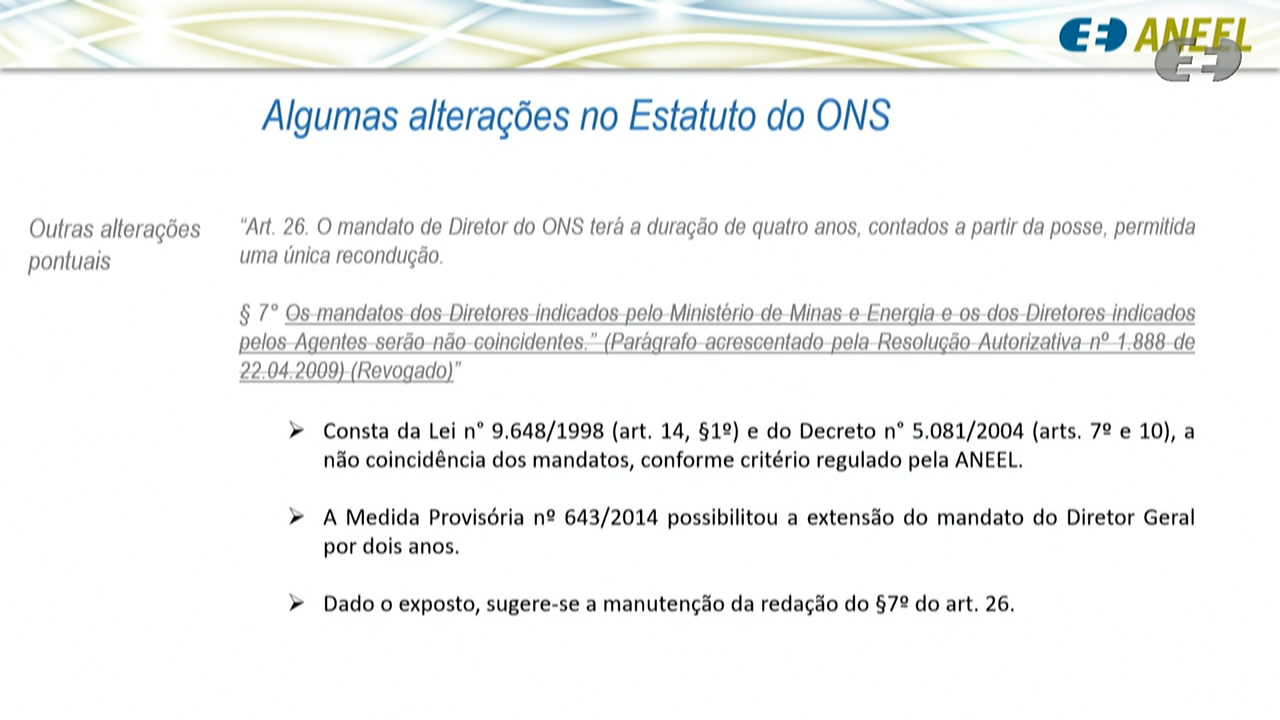 ANEEL
Algumas alterações no Estatuto do ONS
Outras alterações
pontuais
“Art. 26. O mandato de Diretor do ONS terá a duração de quatro anos, contados a partir da posse, permitida
uma única recondução.
§ 7° Os mandatos dos Diretores indicados pelo Ministério de Minas e Energia e os dos Diretores indicados
pelos Agentes serão não coincidentes.” (Parágrafo acrescentado pela Resolução Autorizativa nº 1.888 de
22.04.2009) (Revogado)”
➢ Consta da Lei n° 9.648/1998 (art. 14, §1º) e do Decreto n° 5.081/2004 (arts. 7º e 10), a
não coincidência dos mandatos, conforme critério regulado pela ANEEL.
➢ A Medida Provisória nº 643/2014 possibilitou a extensão do mandato do Diretor Geral
por dois anos.
➢ Dado o exposto, sugere-se a manutenção da redação do §7º do art. 26.